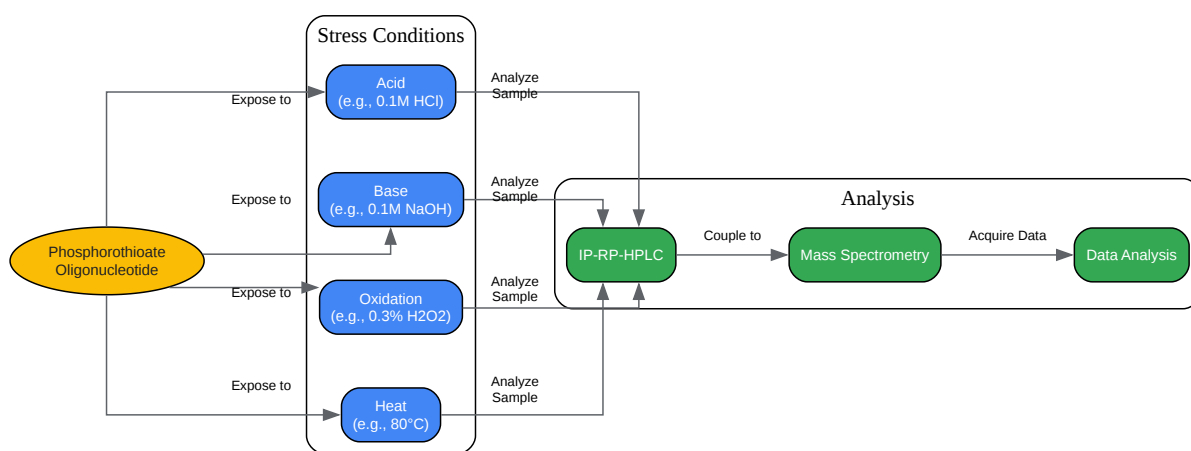 Stress Conditions
Acid
(e.g., 0.1M HCl)
Base
(e.g., 0.1M NaOH)
Oxidation
(e.g., 0.3% H2O2)
Heat
(e.g., 80°C)
Phosphorothioate
Oligonucleotide
Expose to
Expose to
Expose to
Expose to
Analyze
Sample
Analyze
Sample
Analyze
Sample
Analyze
Sample
Analysis
IP-RP-HPLC
Couple to
Mass Spectrometry
Acquire Data
Data Analysis